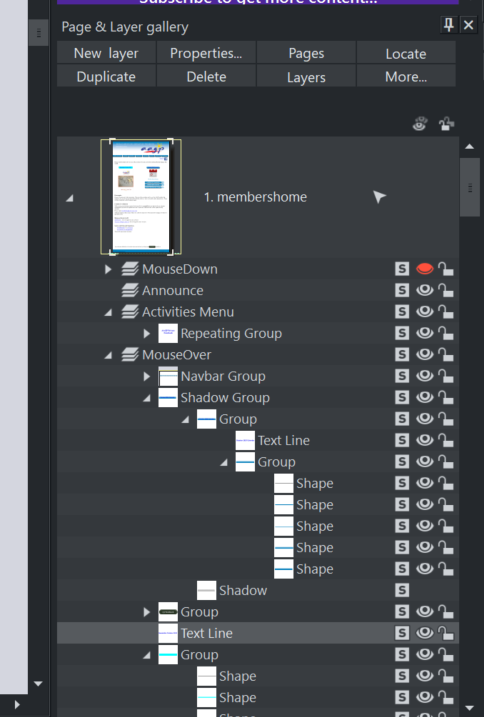 Subscribe to get more content...
Page & Layer gallery
New layer Properties... Pages Locate
Duplicate Delete Layers More...
1. membershome
MouseDown S
Announce S
Activities Menu S
Repeating Group S
MouseOver S
Navbar Group S
Shadow Group S
Group S
Text Line S
Group S
Shape S
Shape S
Shape S
Shape S
Shape S
Shadow S
Group S
Text Line S
Group S
Shape S
Shape S
Shape